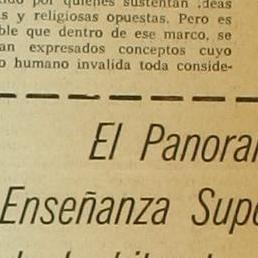 por quienes sustentan ideas
s y religiosas opuestas. Pero es
ble que dentro de ese marco, se
an expresados conceptos cuyo
o humano invalida toda conside-
El Panora
Enseñanza Supe